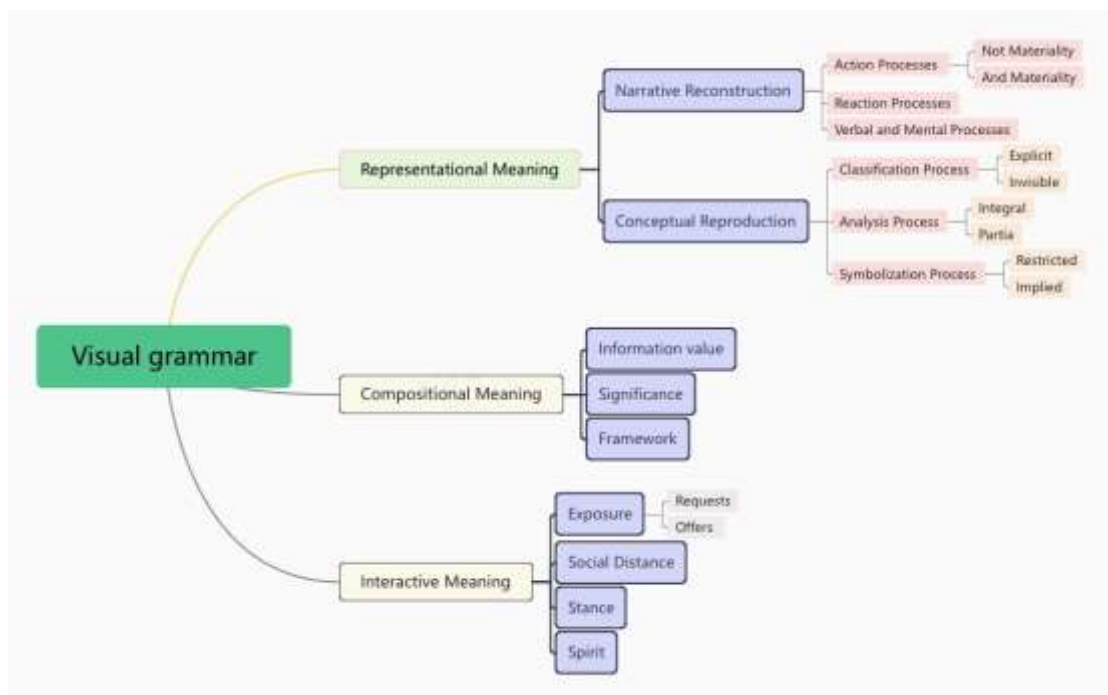 Visual grammar
Representational Meaning
Narrative Reconstruction
Action Processes
Not Materiality
And Materiality
Reaction Processes
Verbal and Mental Processes
Conceptual Reproduction
Classification Process
Explicit
Invisible
Analysis Process
Integral
Partia
Symbolization Process
Restricted
Implied
Compositional Meaning
Information value
Significance
Framework
Interactive Meaning
Exposure
Requests
Offers
Social Distance
Stance
Spirit